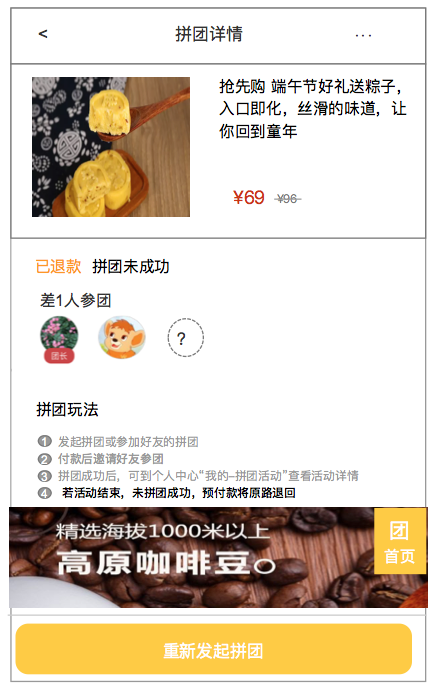 < 拼团详情 ...
抢先购 端午节好礼送粽子，
入口即化，丝滑的味道，让
你回到童年
¥69 ¥96
已退款 拼团未成功
差1人参团
?
团长
拼团玩法
1 发起拼团或参加好友的拼团
2 付款后邀请好友参团
3 拼团成功后，可到个人中心“我的–拼团活动”查看活动详情
4 若活动结束，未拼团成功，预付款将原路退回
精选海拔1000米以上
高原咖啡豆。
团
首页
重新发起拼团